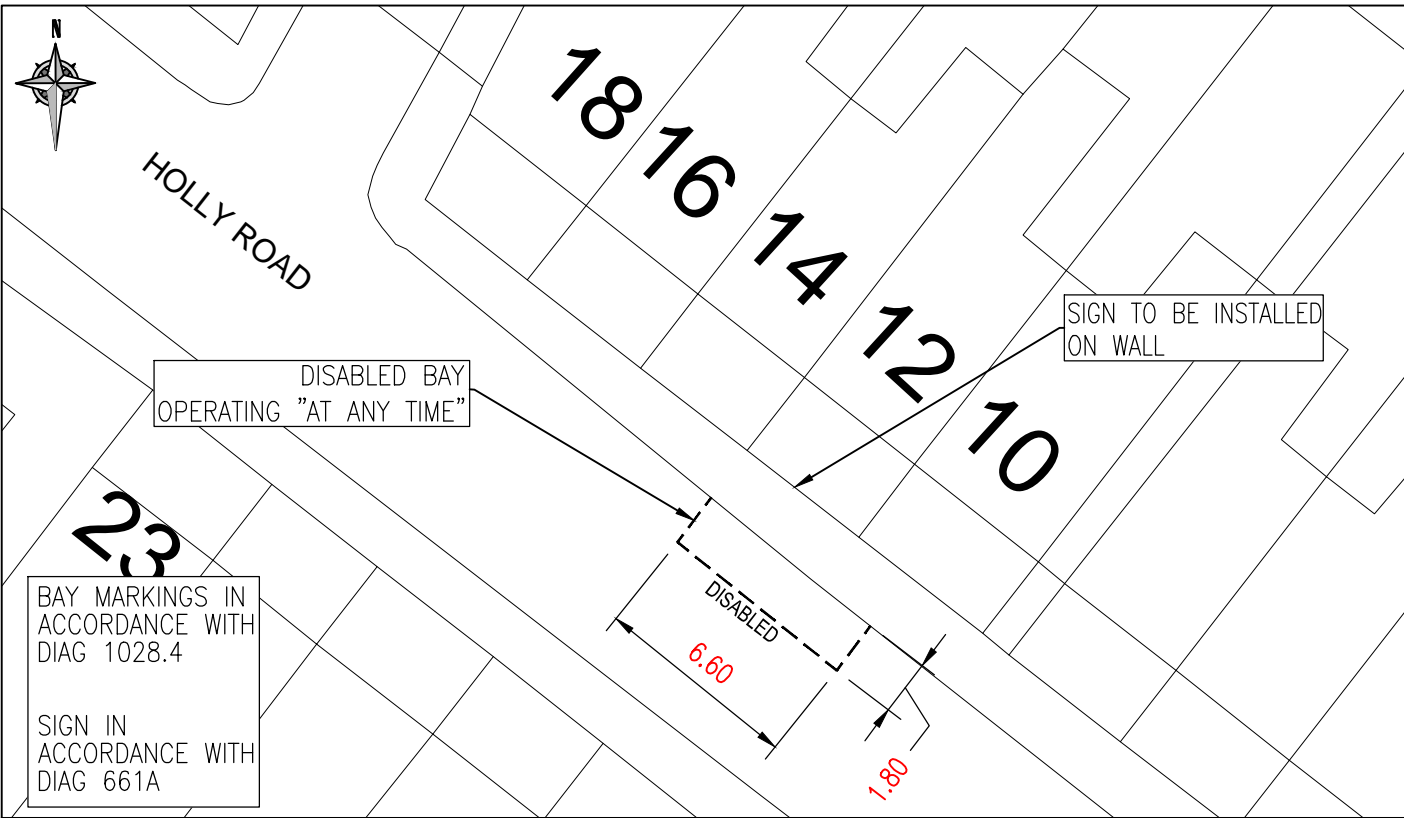 N
HOLLY ROAD
18
16
14
12
10
SIGN TO BE INSTALLED
ON WALL
DISABLED BAY
OPERATING "AT ANY TIME"
23
BAY MARKINGS IN
ACCORDANCE WITH
DIAG 1028.4
SIGN IN
ACCORDANCE WITH
DIAG 661A
DISABLED
6.60
1.80